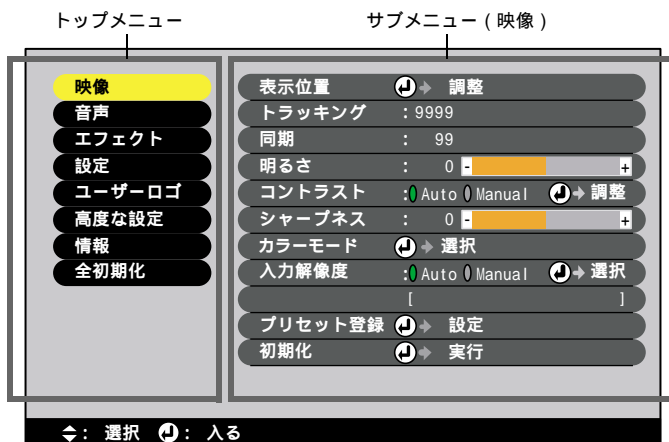 トップメニュー
サブメニュー ( 映像 )
映像
音声
エフェクト
設定
ユーザーロゴ
高度な設定
情報
全初期化
表示位置 調整
トラッキング : 9999
同期 : 99
明るさ : 0 - +
コントラスト : Auto Manual 調整
シャープネス : 0 - +
カラーモード 選択
入力解像度 : Auto Manual 選択
[ ]
プリセット登録 設定
初期化 実行
: 選択 : 入る